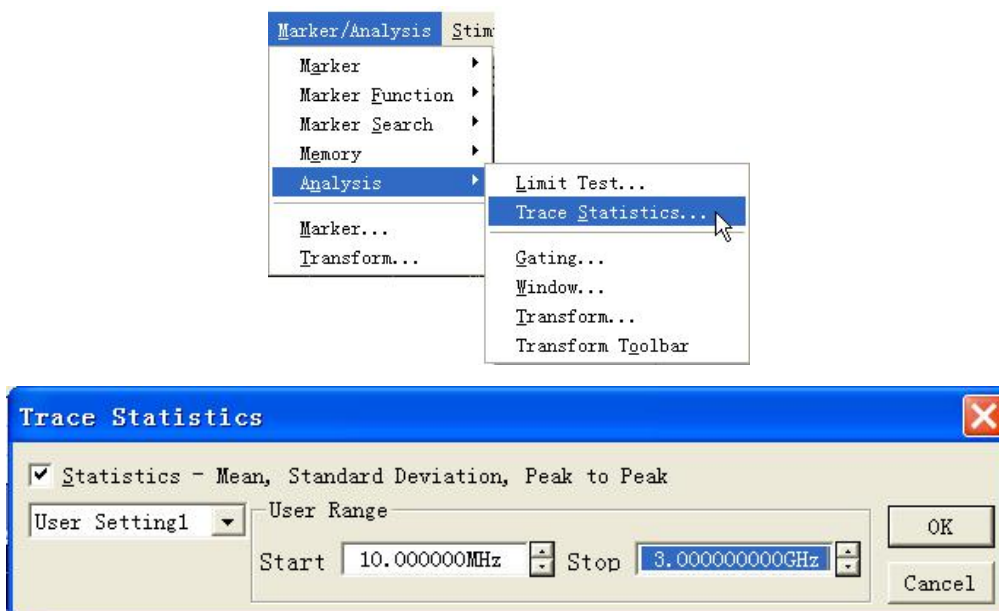 Marker/Analysis Stim
Marker
Marker Function
Marker Search
Memory
Analysis
Marker...
Transform...
Limit Test...
Trace Statistics...
Gating...
Window...
Transform...
Transform Toolbar
Trace Statistics
Statistics - Mean, Standard Deviation, Peak to Peak
User Setting1
User Range
Start 10.000000MHz Stop 3.000000000GHz
OK
Cancel